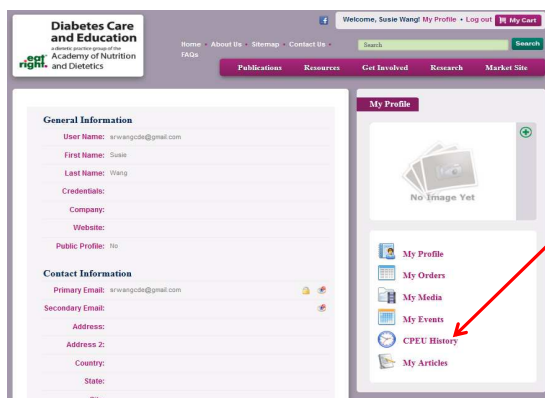 Diabetes Care
and Education
a dietetic practice group of the
eat right. Academy of Nutrition
and Dietetics
Welcome, Susie Wang! My Profile • Log out My Cart
Home • About Us • Sitemap • Contact Us •
FAQs
Search Search
Publications Resources Get Involved Research Market Site
General Information
User Name: srwangcde@gmail.com
First Name: Susie
Last Name: Wang
Credentials:
Company:
Website:
Public Profile: No
Contact Information
Primary Email: srwangcde@gmail.com
Secondary Email:
Address:
Address 2:
Country:
State:
My Profile
No Image Yet
My Profile
My Orders
My Media
My Events
CPEU History
My Articles